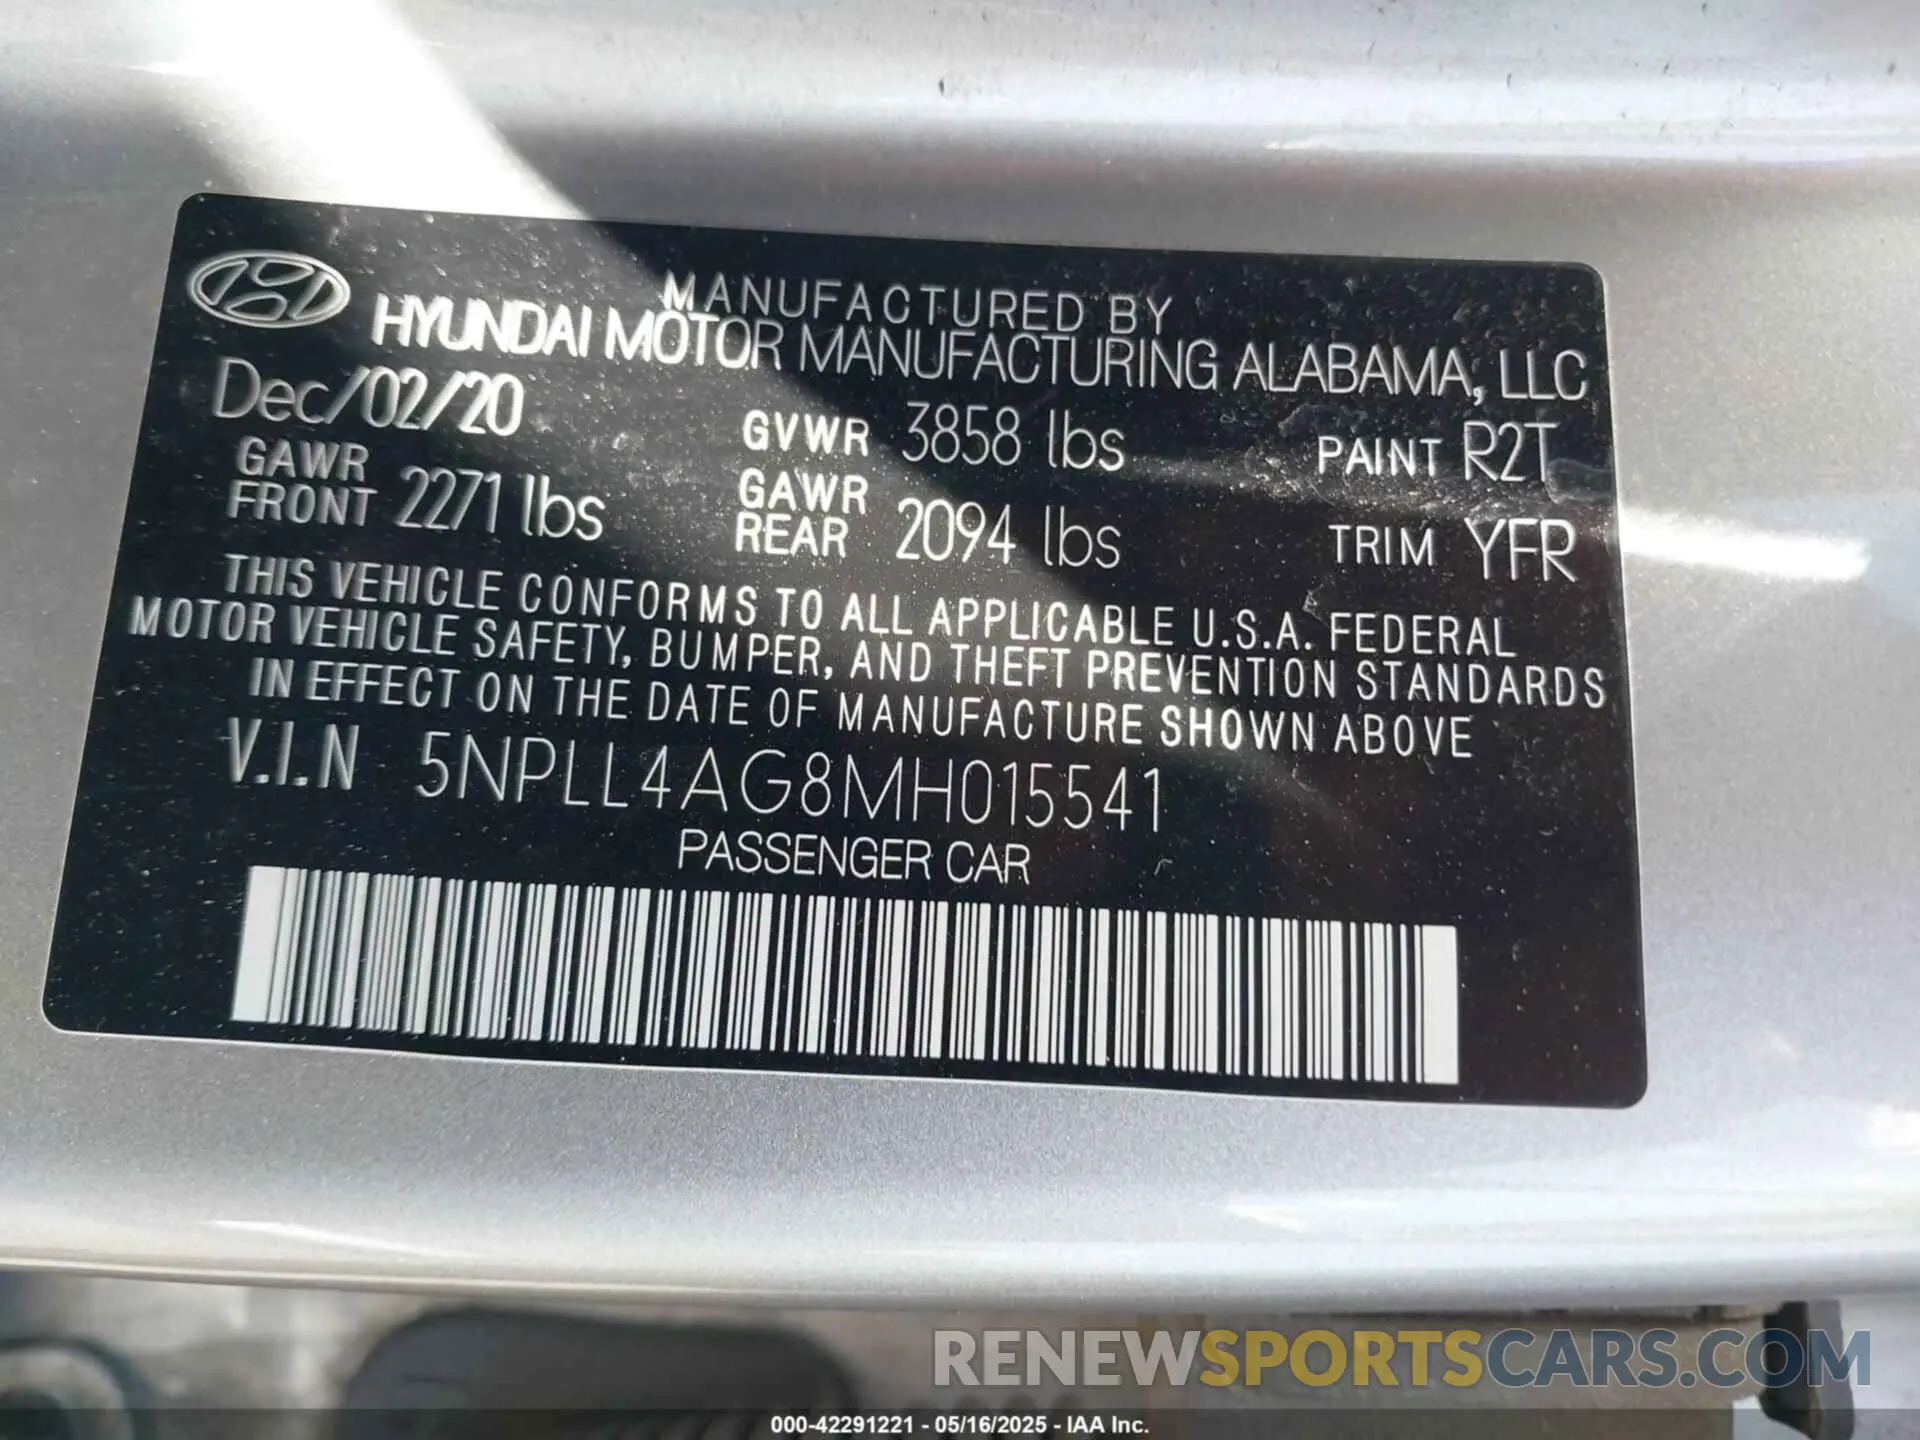 MANUFACTURED BY
HYUNDAI MOTOR MANUFACTURING ALABAMA, LLC
Dec/02/20 GVWR 3858 lbs PAINT R2T
GAWR FRONT 2271 lbs GAWR REAR 2094 lbs TRIM YFR
THIS VEHICLE CONFORMS TO ALL APPLICABLE U.S.A. FEDERAL
MOTOR VEHICLE SAFETY, BUMPER, AND THEFT PREVENTION STANDARDS
IN EFFECT ON THE DATE OF MANUFACTURE SHOWN ABOVE
V.I.N 5NPLL4AG8MH015541
PASSENGER CAR
RENEWSPORTSCARS.COM
000-42291221 - 05/16/2025 - IAA Inc.